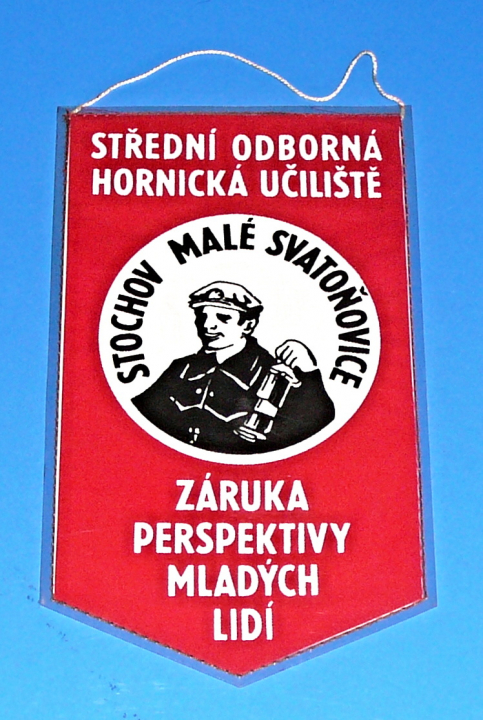 STŘEDNÍ ODBORNÁ
HORNICKÁ UČILIŠTĚ
STOCHOV MALÉ SVATOŇOVICE
ZÁRUKA
PERSPEKTIVY
MLADÝCH
LIDÍ